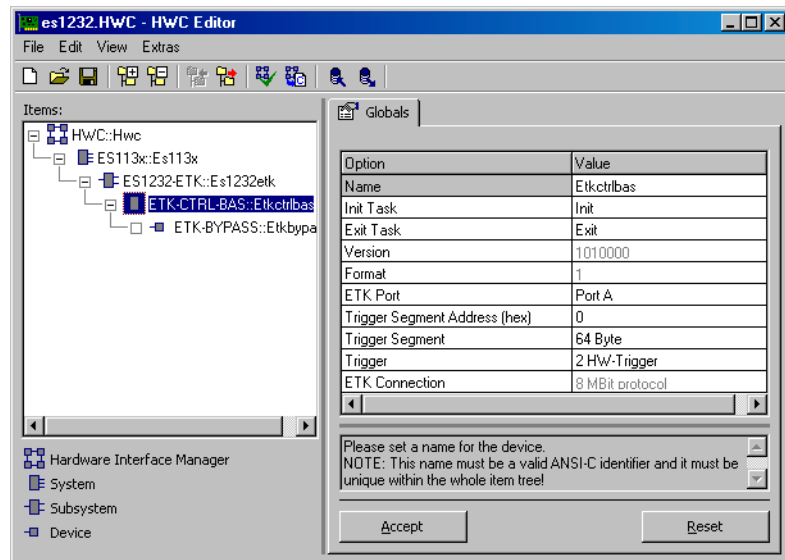 es1232.HWC - HWC Editor
File Edit View Extras
Items:
HWC::Hwc
ES113x::Es113x
ES1232-ETK::Es1232etk
ETK-CTRL-BAS::Etkctrlbas
ETK-BYPASS::Etkbypa
Hardware Interface Manager
System
Subsystem
Device
Globals
Option Value
Name Etkctrlbas
Init Task Init
Exit Task Exit
Version 1010000
Format 1
ETK Port Port A
Trigger Segment Address (hex) 0
Trigger Segment 64 Byte
Trigger 2 HW-Trigger
ETK Connection 8 MBit protocol
Please set a name for the device.
NOTE: This name must be a valid ANSI-C identifier and it must be
unique within the whole item tree!
Accept Reset